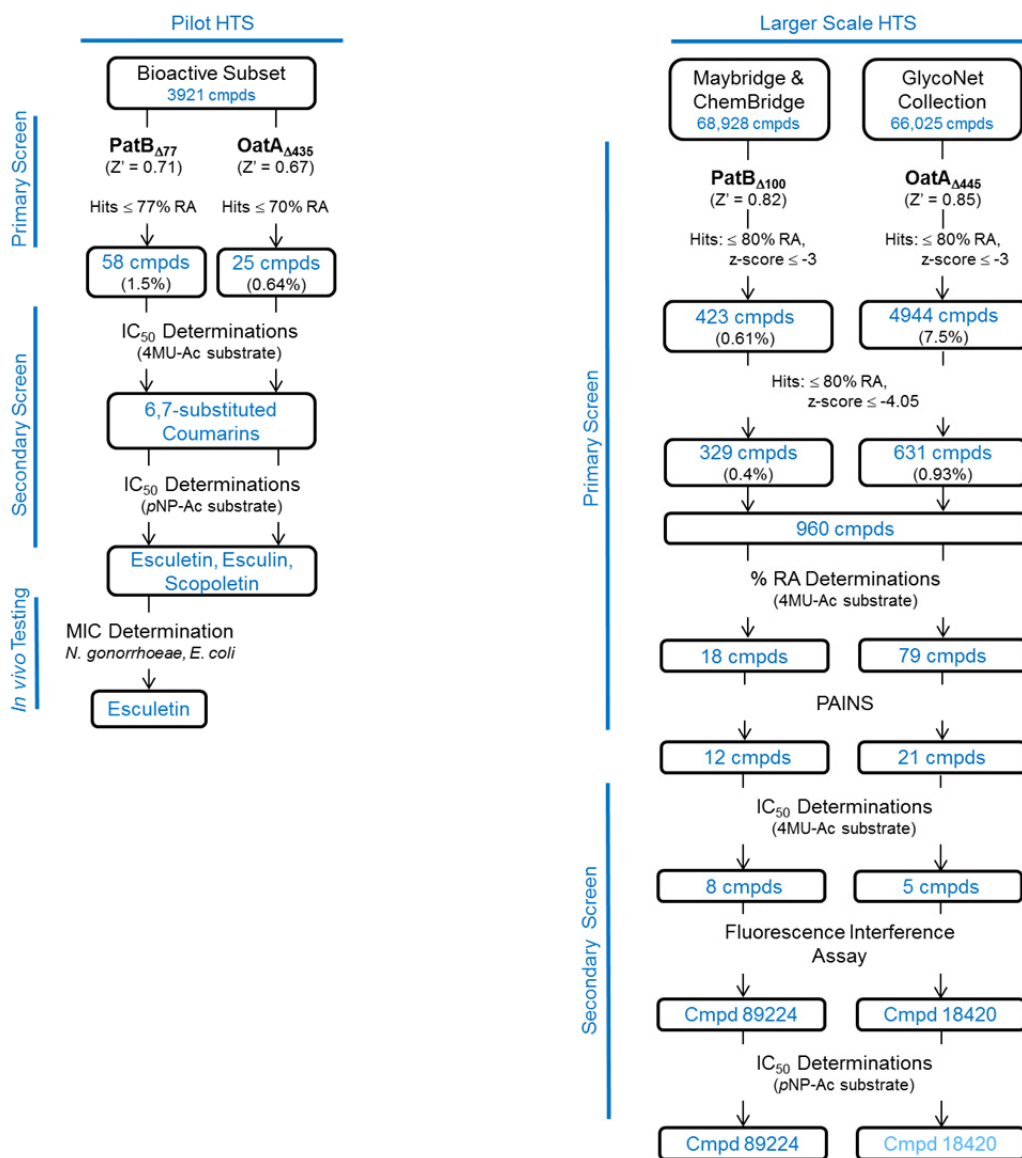 Pilot HTS
Bioactive Subset
3921 cmpds
Primary Screen
PatBΔ77
(Z' = 0.71)
OatAΔ435
(Z' = 0.67)
Hits ≤ 77% RA
Hits ≤ 70% RA
58 cmpds
(1.5%)
25 cmpds
(0.64%)
Secondary Screen
IC50 Determinations
(4MU-Ac substrate)
6,7-substituted
Coumarins
IC50 Determinations
(pNP-Ac substrate)
Esculetin, Esculin,
Scopoletin
In vivo Testing
MIC Determination
N. gonorrhoeae, E. coli
Esculetin
Larger Scale HTS
Maybridge &
ChemBridge
68,928 cmpds
GlycoNet
Collection
66,025 cmpds
Primary Screen
PatBΔ100
(Z' = 0.82)
OatAΔ445
(Z' = 0.85)
Hits: ≤ 80% RA,
z-score ≤ -3
Hits: ≤ 80% RA,
z-score ≤ -3
423 cmpds
(0.61%)
4944 cmpds
(7.5%)
Hits: ≤ 80% RA,
z-score ≤ -4.05
329 cmpds
(0.4%)
631 cmpds
(0.93%)
960 cmpds
% RA Determinations
(4MU-Ac substrate)
18 cmpds
79 cmpds
PAINS
12 cmpds
21 cmpds
Secondary Screen
IC50 Determinations
(4MU-Ac substrate)
8 cmpds
5 cmpds
Fluorescence Interference
Assay
Cmpd 89224
Cmpd 18420
IC50 Determinations
(pNP-Ac substrate)
Cmpd 89224
Cmpd 18420